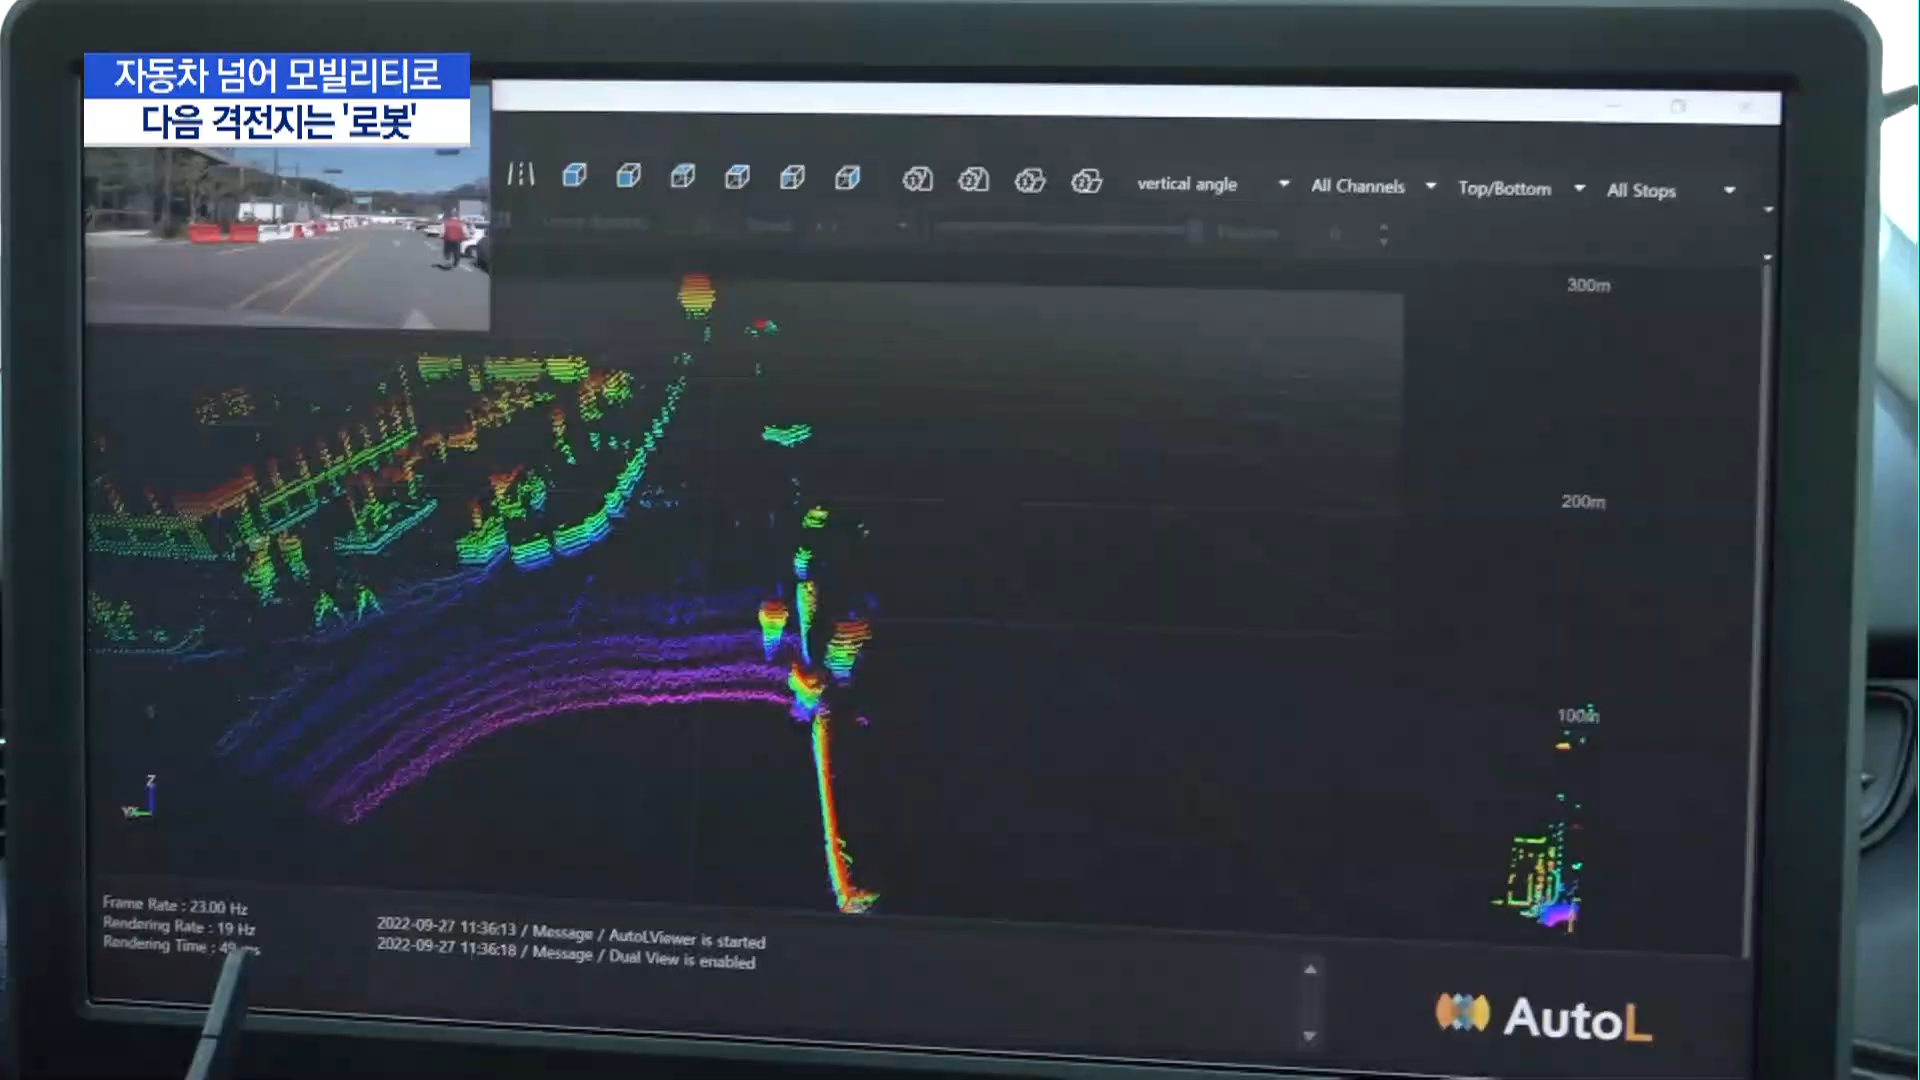 자동차 넘어 모빌리티로
다음 격전지는 '로봇'
vertical angle
All Channels
Top/Bottom
All Stops
300m
200m
100m
Z
YX
Frame Rate : 23.00 Hz
Rendering Rate : 19 Hz
Rendering Time : 49 ms
2022-09-27 11:36:13 / Message / AutoLViewer is started
2022-09-27 11:36:18 / Message / Dual View is enabled
AutoL